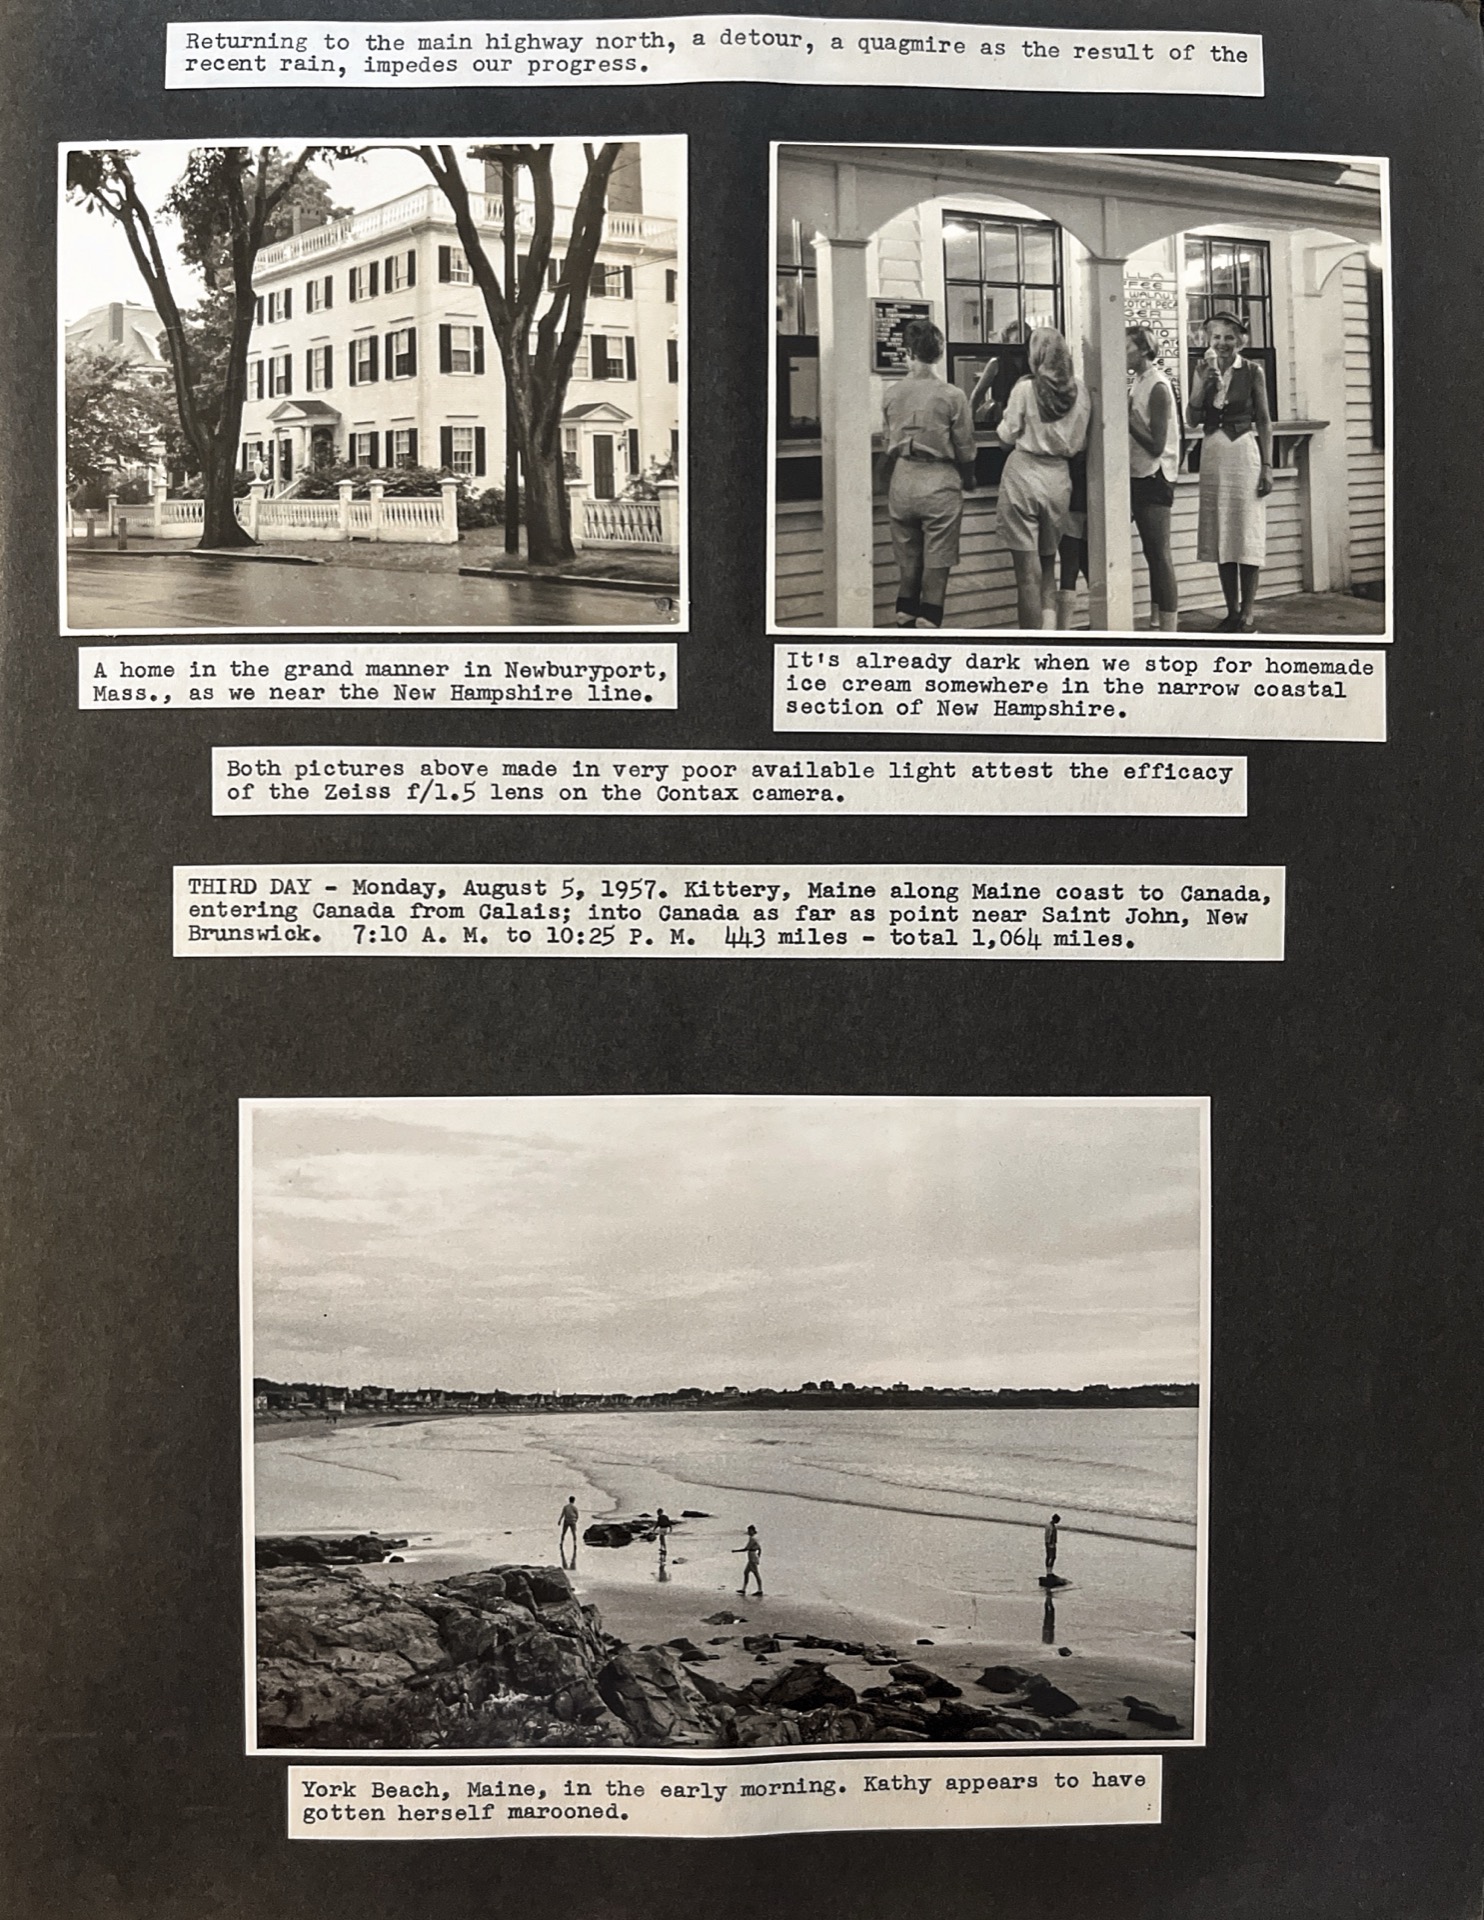 Returning to the main highway north, a detour, a quagmire as the result of the
recent rain, impedes our progress.
LLA
FFEE
WALNUT
A home in the grand manner in Newburyport,
Mass., as we near the New Hampshire line.
It's already dark when we stop for homemade
ice cream somewhere in the narrow coastal
section of New Hampshire.
Both pictures above made in very poor available light attest the efficacy
of the Zeiss f/1.5 lens on the Contax camera.
THIRD DAY - Monday, August 5, 1957. Kittery, Maine along Maine coast to Canada,
entering Canada from Calais; into Canada as far as point near Saint John, New
Brunswick. 7:10 A. M. to 10:25 P. M. 443 miles - total 1,064 miles.
York Beach, Maine, in the early morning. Kathy appears to have
gotten herself marooned.